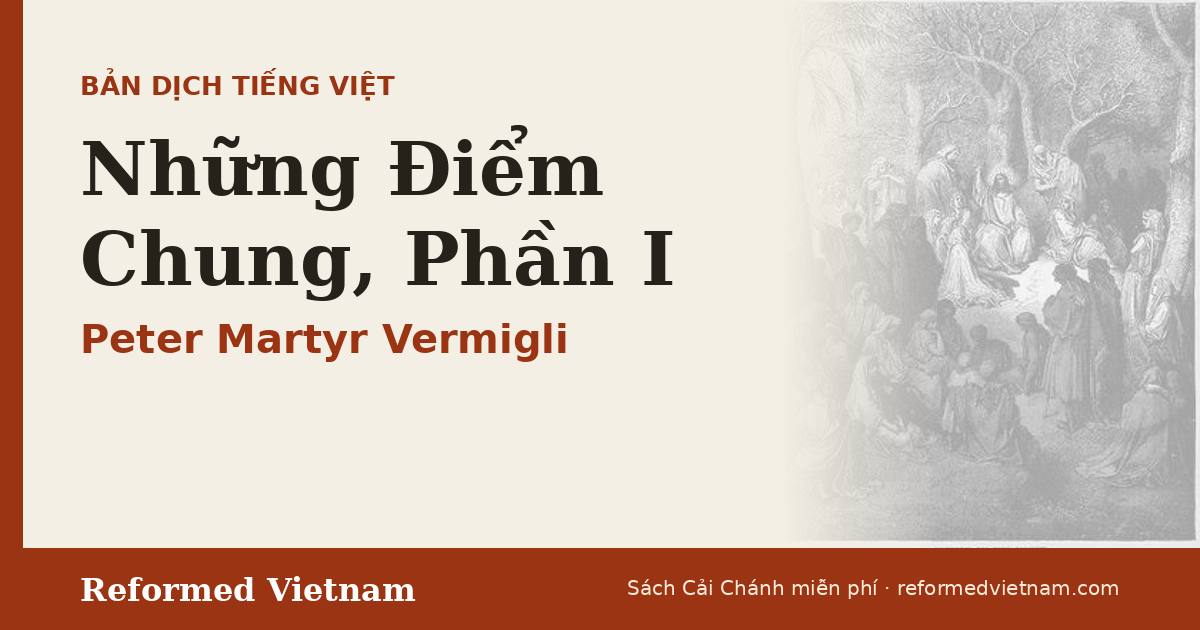 BẢN DỊCH TIẾNG VIỆT
Những Điểm
Chung, Phần I
Peter Martyr Vermigli
Reformed Vietnam
Sách Cải Chánh miễn phí · reformedvietnam.com